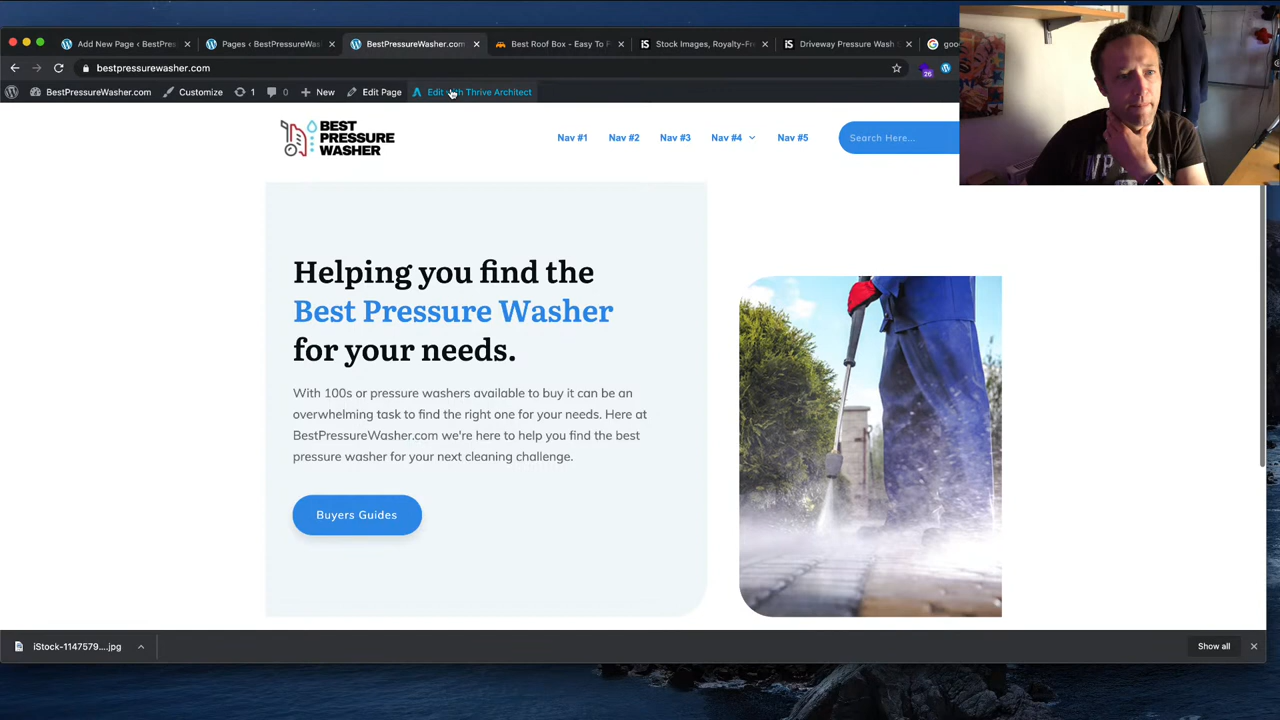 Add New Page < BestPres
Pages < BestPressureWash
BestPressureWasher.com
Best Roof Box - Easy To F
Stock Images, Royalty-Fre
Driveway Pressure Wash S
goo
bestpressurewasher.com
26
BestPressureWasher.com
Customize
1
0
New
Edit Page
Edit with Thrive Architect
BEST
PRESSURE
WASHER
Nav #1
Nav #2
Nav #3
Nav #4
Nav #5
Search Here...
Helping you find the
Best Pressure Washer
for your needs.
With 100s or pressure washers available to buy it can be an
overwhelming task to find the right one for your needs. Here at
BestPressureWasher.com we're here to help you find the best
pressure washer for your next cleaning challenge.
Buyers Guides
iStock-1147579....jpg
Show all